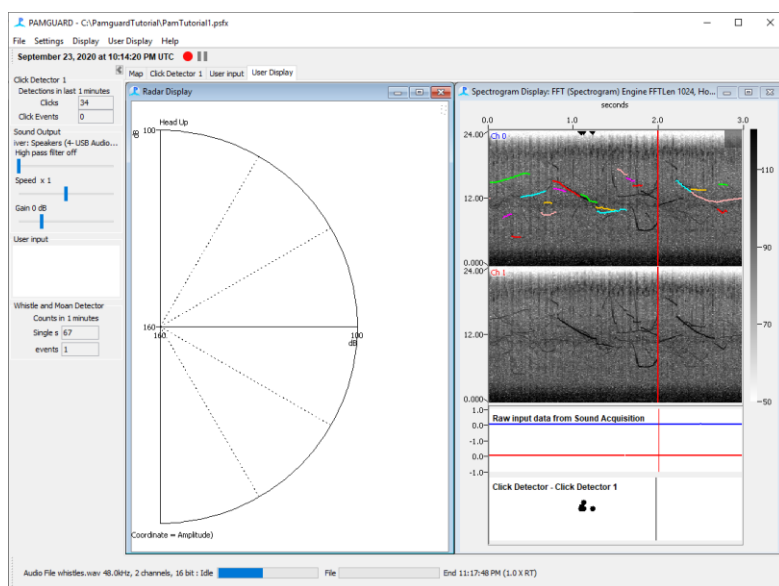 PAMGUARD - C:\PamguardTutorial\PamTutorial1.psfx
File Settings Display User Display Help
September 23, 2020 at 10:14:20 PM UTC
Map Click Detector 1 User input User Display
Click Detector 1
Detections in last 1 minutes
Clicks 34
Click Events 0
Sound Output
iver: Speakers (4- USB Audio...
High pass filter off
Speed x 1
Gain 0 dB
User input
Whistle and Moan Detector
Counts in 1 minutes
Single s 67
events 1
Radar Display
Head Up
dB
100
160
160
100
dB
Coordinate = Amplitude)
Spectrogram Display: FFT (Spectrogram) Engine FFTLen 1024, Ho...
seconds
0.0 1.0 2.0 3.0
24.00
Ch 0
12.00
0.000
24.00
Ch 1
12.00
0.000
110
90
70
50
1.0
Raw input data from Sound Acquisition
0.0
-1.0
0.0
-1.0
Click Detector - Click Detector 1
Audio File whistles.wav 48.0kHz, 2 channels, 16 bit : Idle
File
End 11:17:48 PM (1.0 X RT)